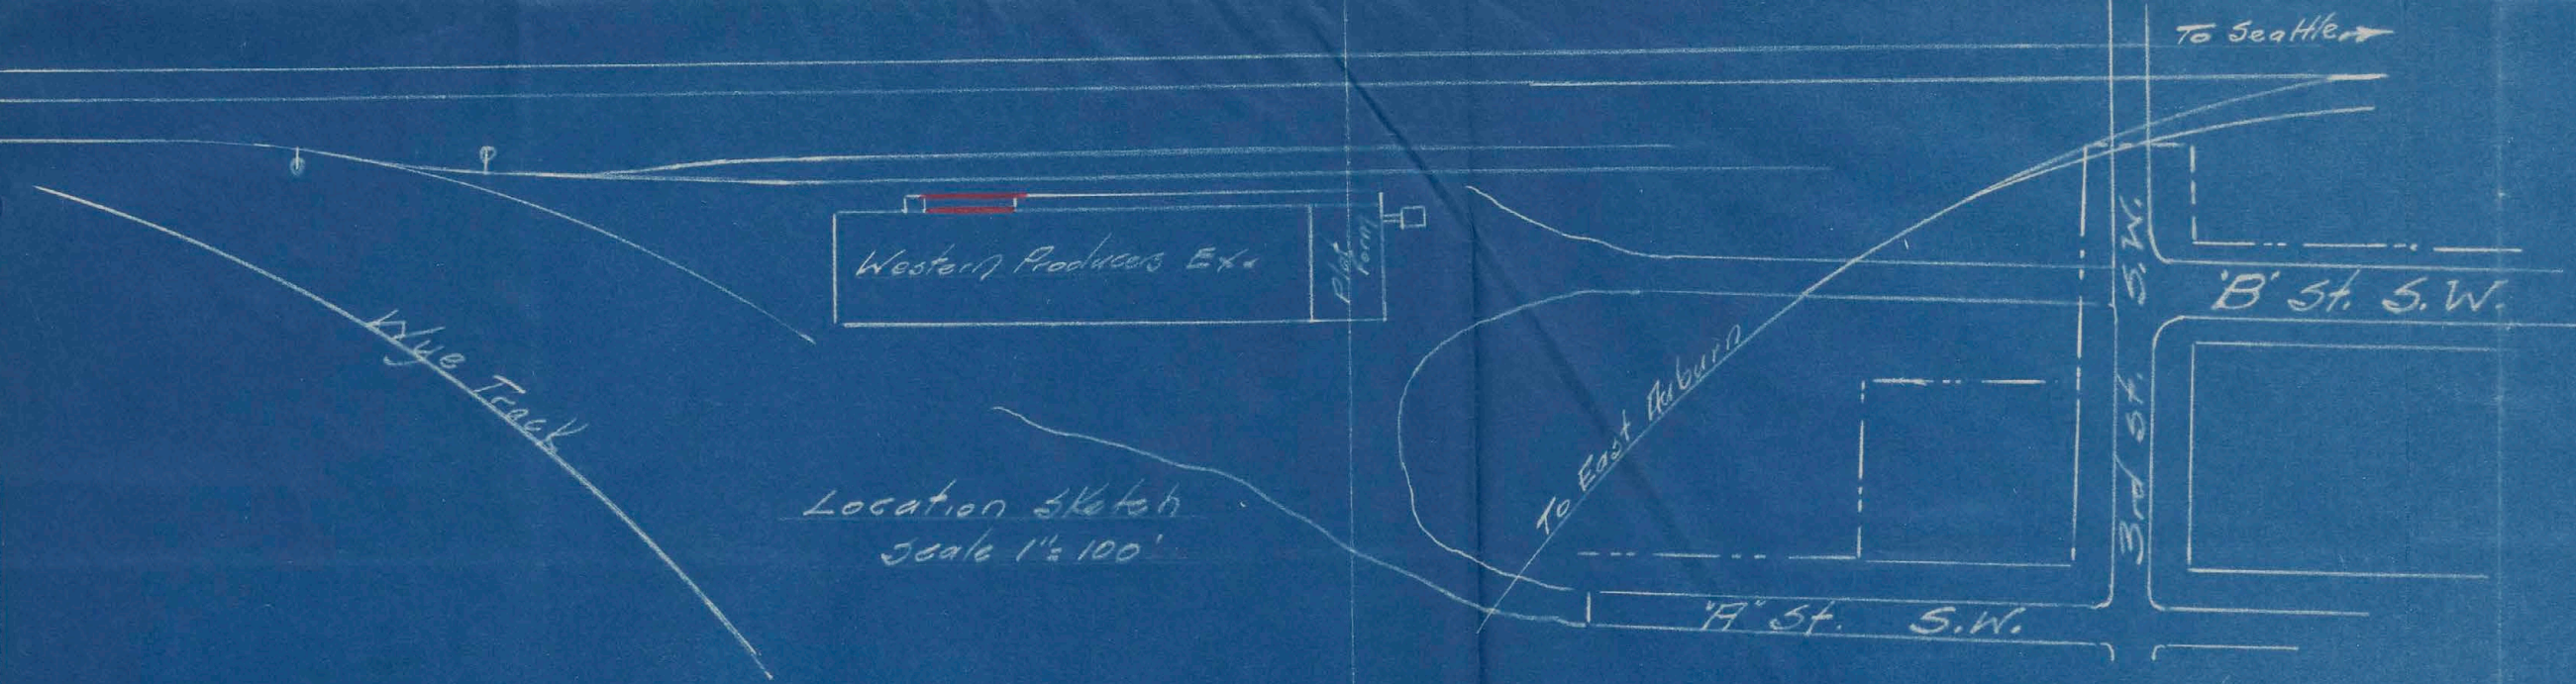 To Seattle
Western Producers Ex.
Plat
Form
'B' St. S.W.
3rd St. S.W.
Wye Track
To East Auburn
Location Sketch
Scale 1"= 100'
"A" St. S.W.